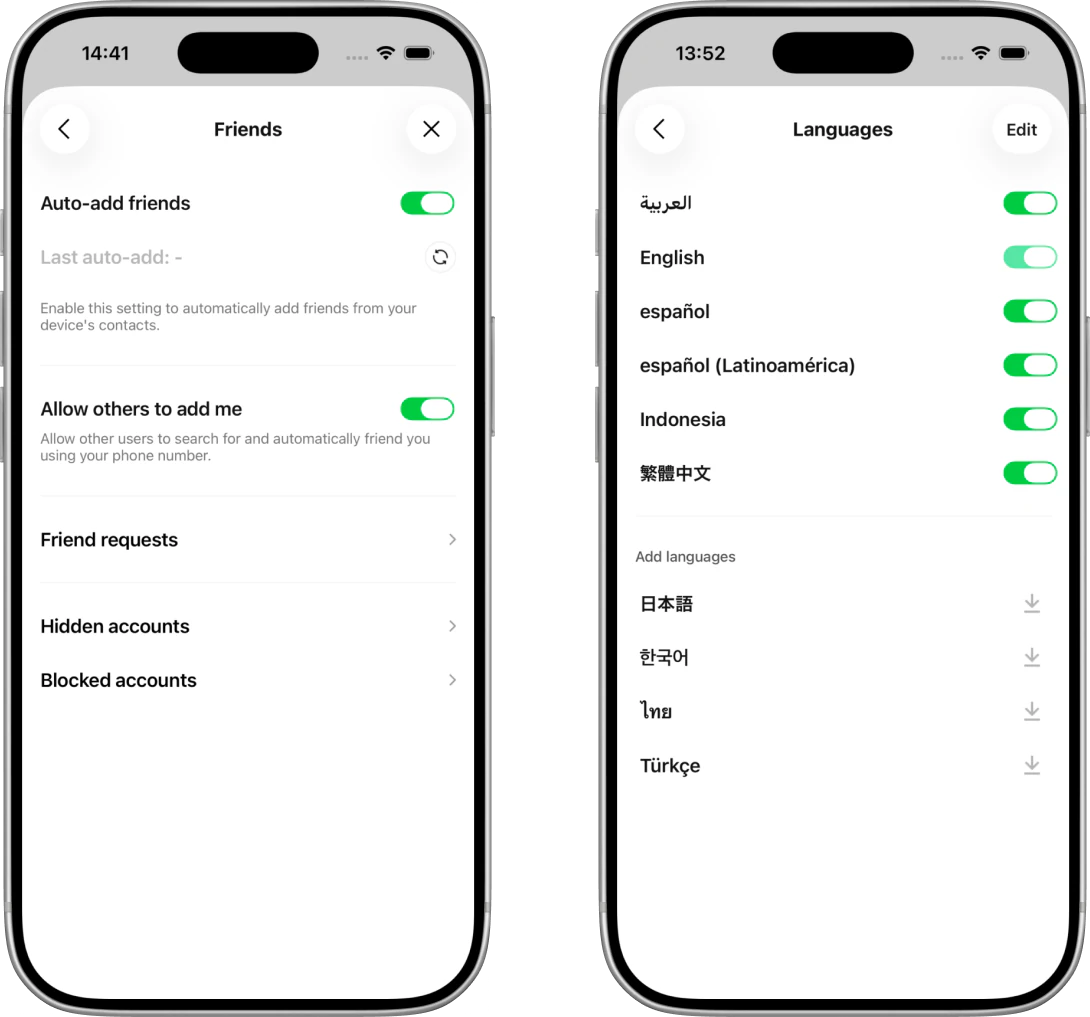 14:41
Friends
Auto-add friends
Last auto-add: -
Enable this setting to automatically add friends from your
device's contacts.
Allow others to add me
Allow other users to search for and automatically friend you
using your phone number.
Friend requests
Hidden accounts
Blocked accounts
13:52
Languages
Edit
العربية
English
español
español (Latinoamérica)
Indonesia
繁體中文
Add languages
日本語
한국어
ไทย
Türkçe